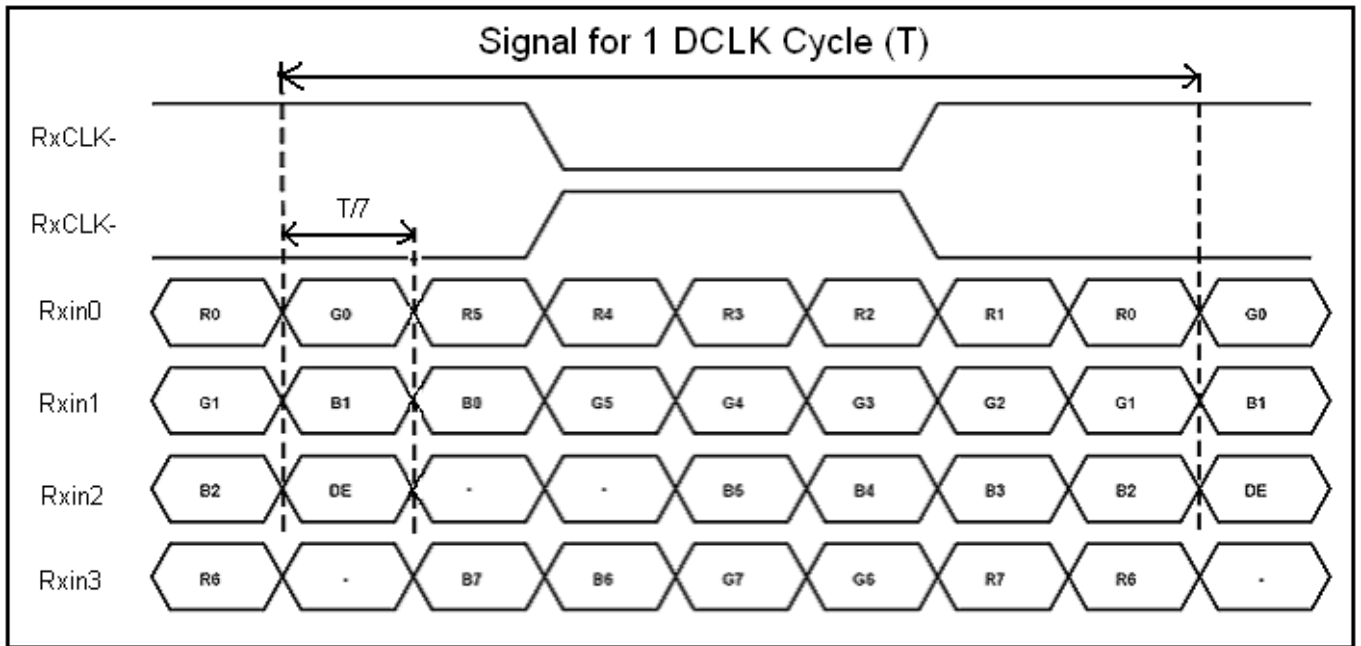 Signal for 1 DCLK Cycle (T)
RxCLK-
RxCLK-
T/7
Rxin0 R0 G0 R5 R4 R3 R2 R1 R0 G0
Rxin1 G1 B1 B0 G5 G4 G3 G2 G1 B1
Rxin2 B2 DE - - B5 B4 B3 B2 DE
Rxin3 R6 - B7 B6 G7 G6 R7 R6 -